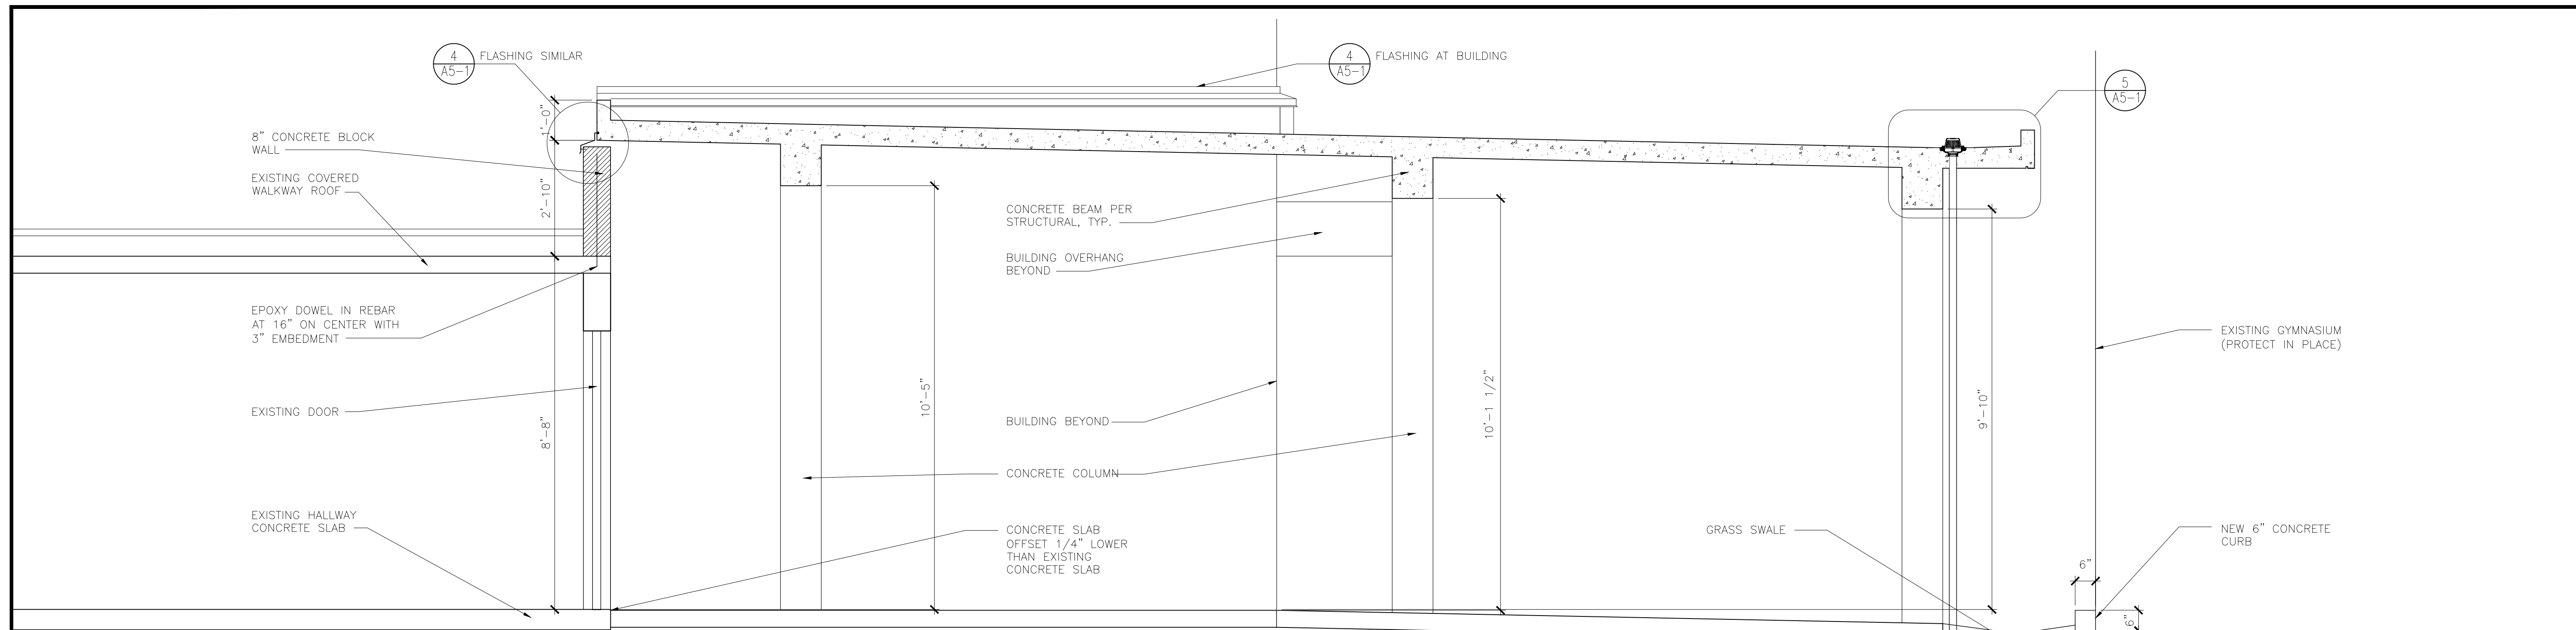 4
A5-1
FLASHING SIMILAR
4
A5-1
FLASHING AT BUILDING
5
A5-1
1'-0"
8" CONCRETE BLOCK
WALL
EXISTING COVERED
WALKWAY ROOF
2'-10"
CONCRETE BEAM PER
STRUCTURAL, TYP.
BUILDING OVERHANG
BEYOND
EPOXY DOWEL IN REBAR
AT 16" ON CENTER WITH
3" EMBEDMENT
EXISTING GYMNASIUM
(PROTECT IN PLACE)
EXISTING DOOR
8'-8"
10'-5"
BUILDING BEYOND
10'-1 1/2"
9'-10"
CONCRETE COLUMN
EXISTING HALLWAY
CONCRETE SLAB
CONCRETE SLAB
OFFSET 1/4" LOWER
THAN EXISTING
CONCRETE SLAB
GRASS SWALE
NEW 6" CONCRETE
CURB
6"
6"